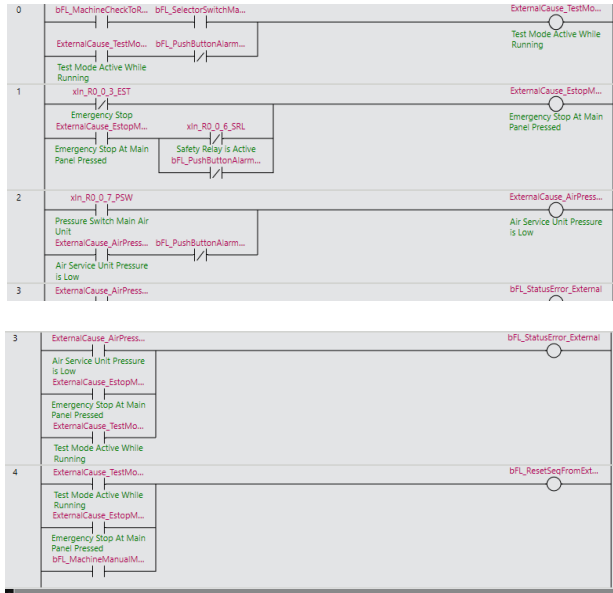 0
bFL_MachineCheckToR... bFL_SelectorSwitchMa...
ExternalCause_TestMo...
Test Mode Active While
Running
ExternalCause_TestMo... bFL_PushButtonAlarm...
Test Mode Active While
Running
1
xIn_R0_0_3_EST
ExternalCause_EstopM...
Emergency Stop
Emergency Stop At Main
Panel Pressed
ExternalCause_EstopM... xIn_R0_0_6_SRL
Emergency Stop At Main
Panel Pressed
Safety Relay is Active
bFL_PushButtonAlarm...
2
xIn_R0_0_7_PSW
ExternalCause_AirPress...
Pressure Switch Main Air
Unit
Air Service Unit Pressure
is Low
ExternalCause_AirPress... bFL_PushButtonAlarm...
Air Service Unit Pressure
is Low
3
ExternalCause_AirPress...
bFL_StatusError_External
3
ExternalCause_AirPress...
bFL_StatusError_External
Air Service Unit Pressure
is Low
ExternalCause_EstopM...
Emergency Stop At Main
Panel Pressed
ExternalCause_TestMo...
Test Mode Active While
Running
4
ExternalCause_TestMo...
bFL_ResetSeqFromExt...
Test Mode Active While
Running
ExternalCause_EstopM...
Emergency Stop At Main
Panel Pressed
bFL_MachineManualM...